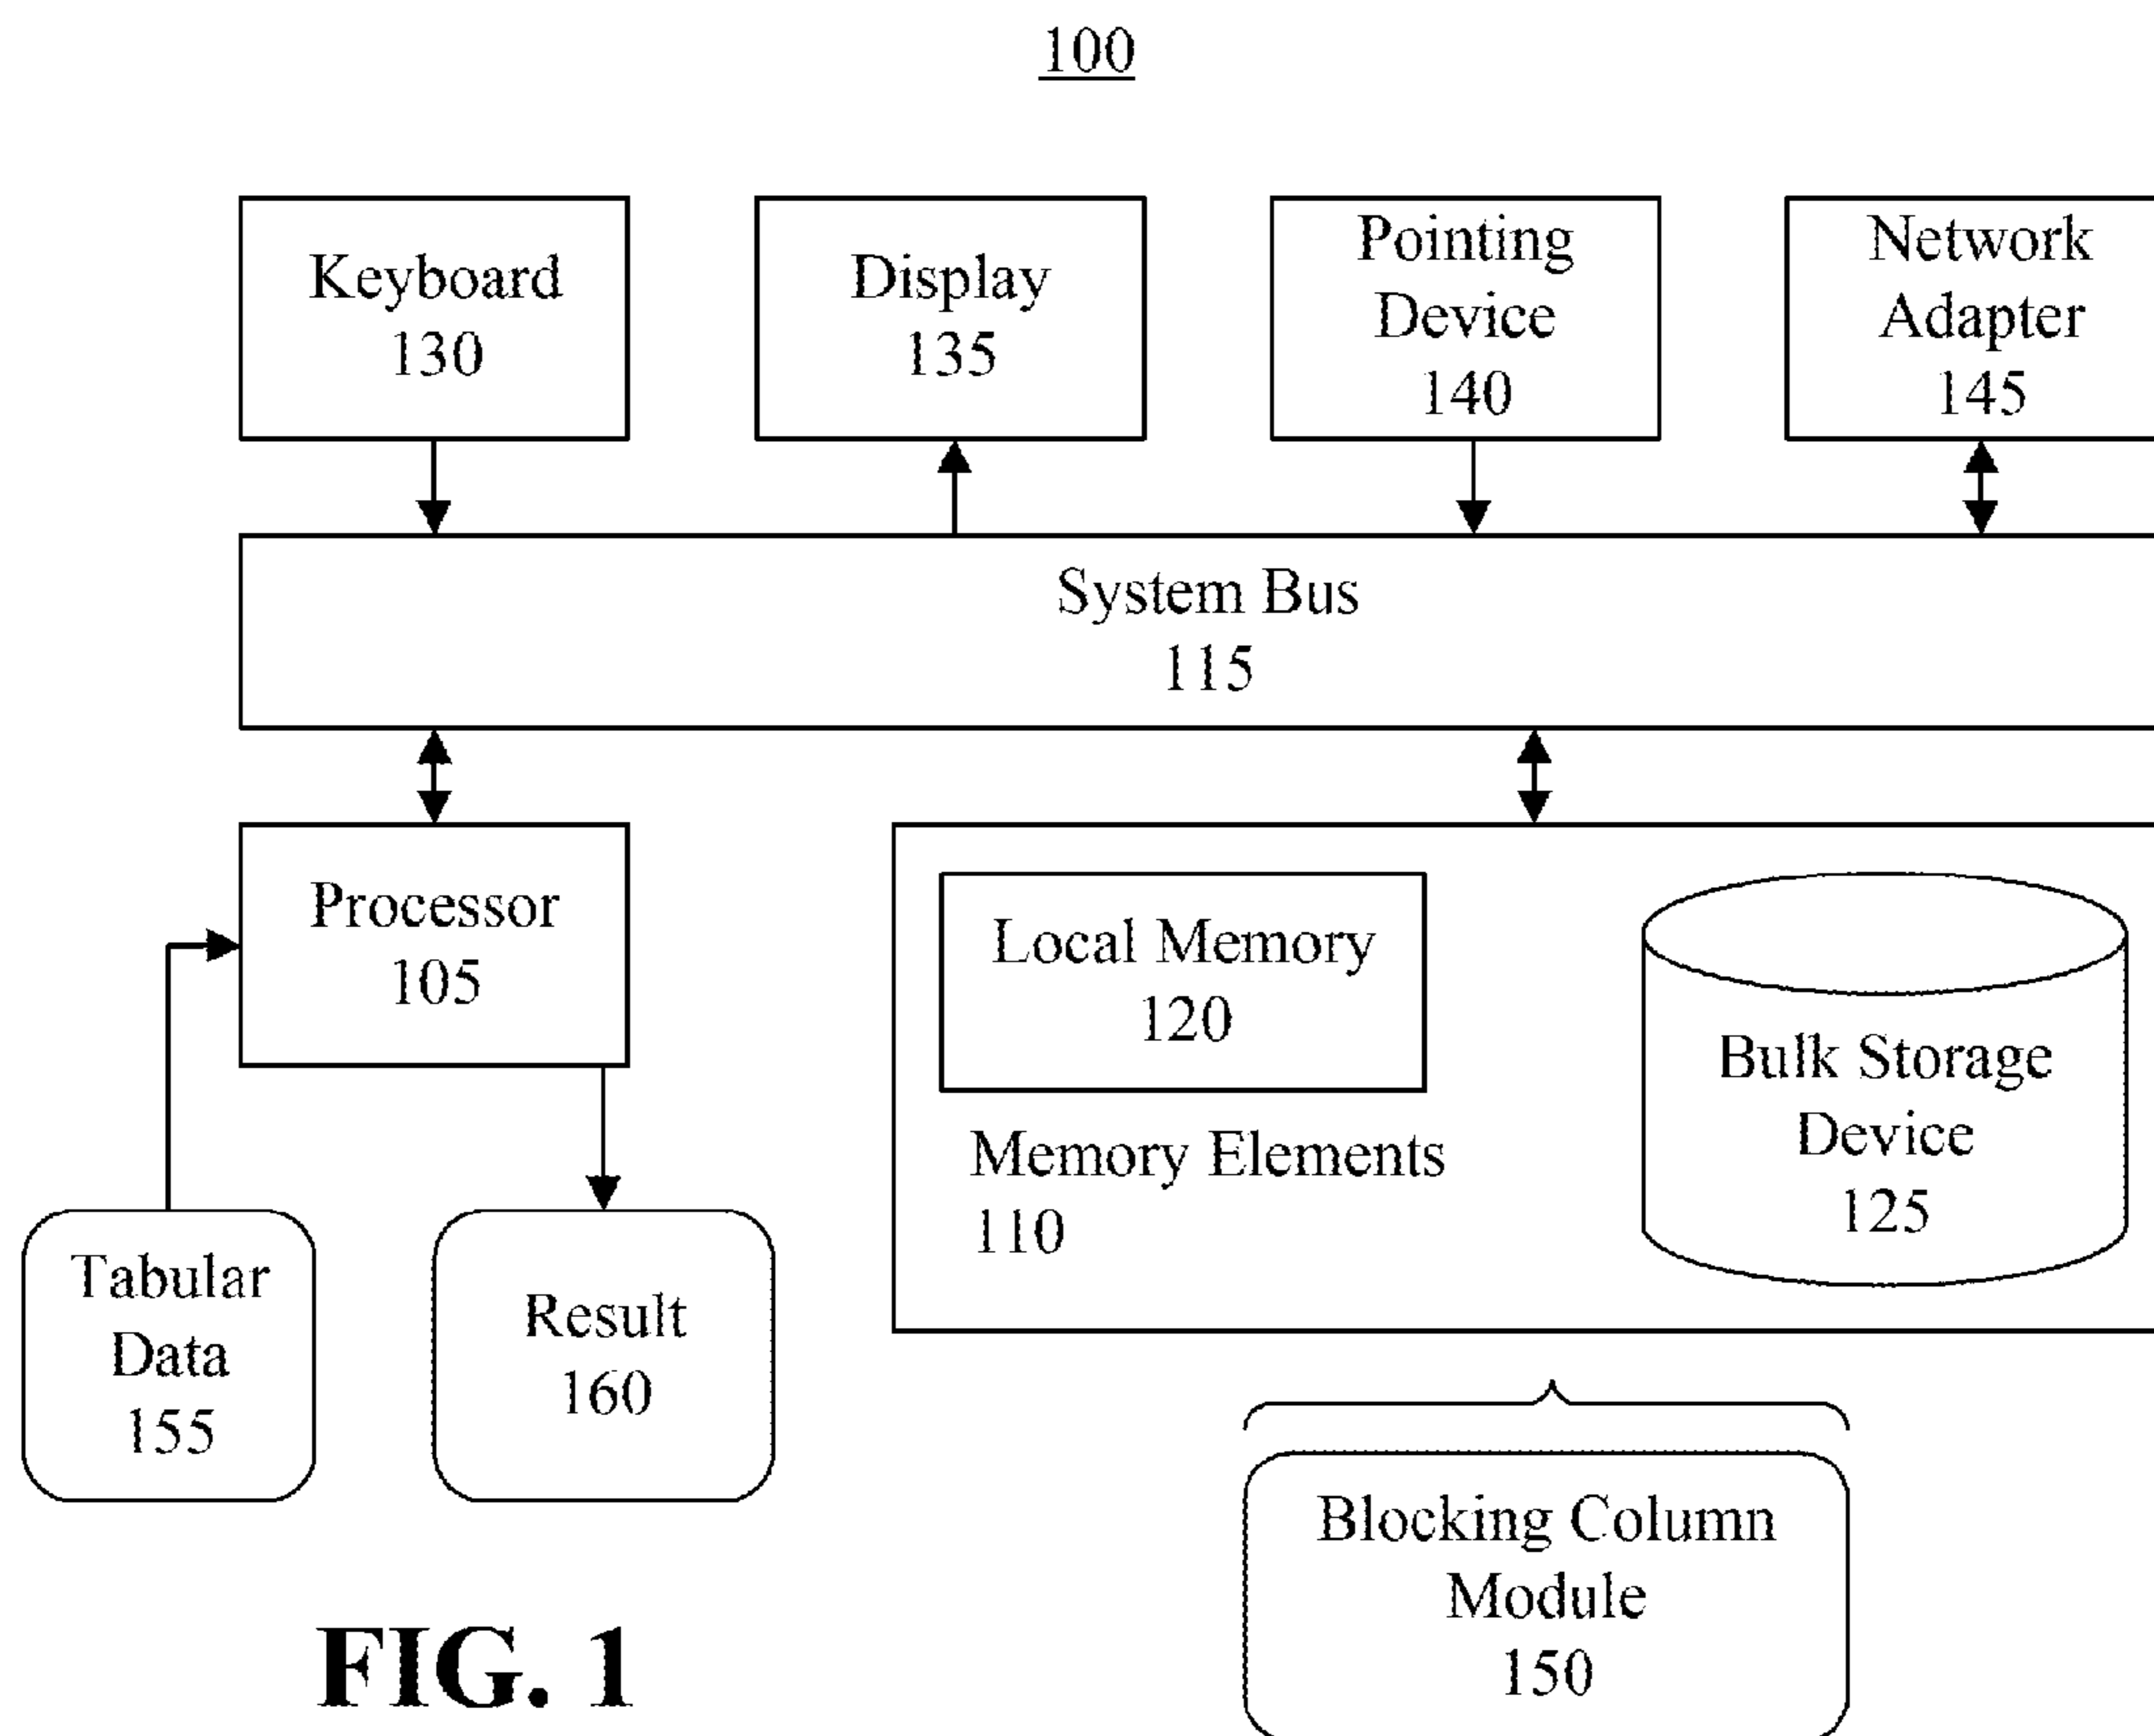 100
Keyboard
130
Display
135
Pointing
Device
140
Network
Adapter
145
System Bus
115
Processor
105
Local Memory
120
Memory Elements
110
Bulk Storage
Device
125
Tabular
Data
155
Result
160
Blocking Column
Module
150
FIG. 1